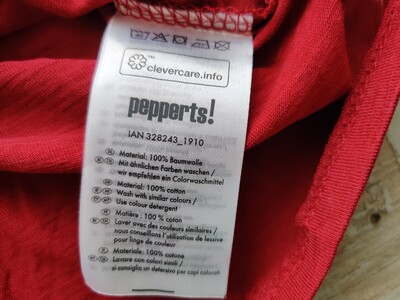 clevercare.info
pepperts!
IAN 328243_1910
Material: 100% Baumwolle
Mit ähnlichen Farben waschen /
wir empfehlen ein Colorwaschmittel
Material: 100% cotton
Wash with similar colours /
Use colour detergent
Matière : 100% coton
Laver avec des couleurs similaires /
nous conseillons l'utilisation de lessive
pour linge de couleur
Materiale: 100% cotone
Lavare con colori simili /
si consiglia un detersivo per capi colorati